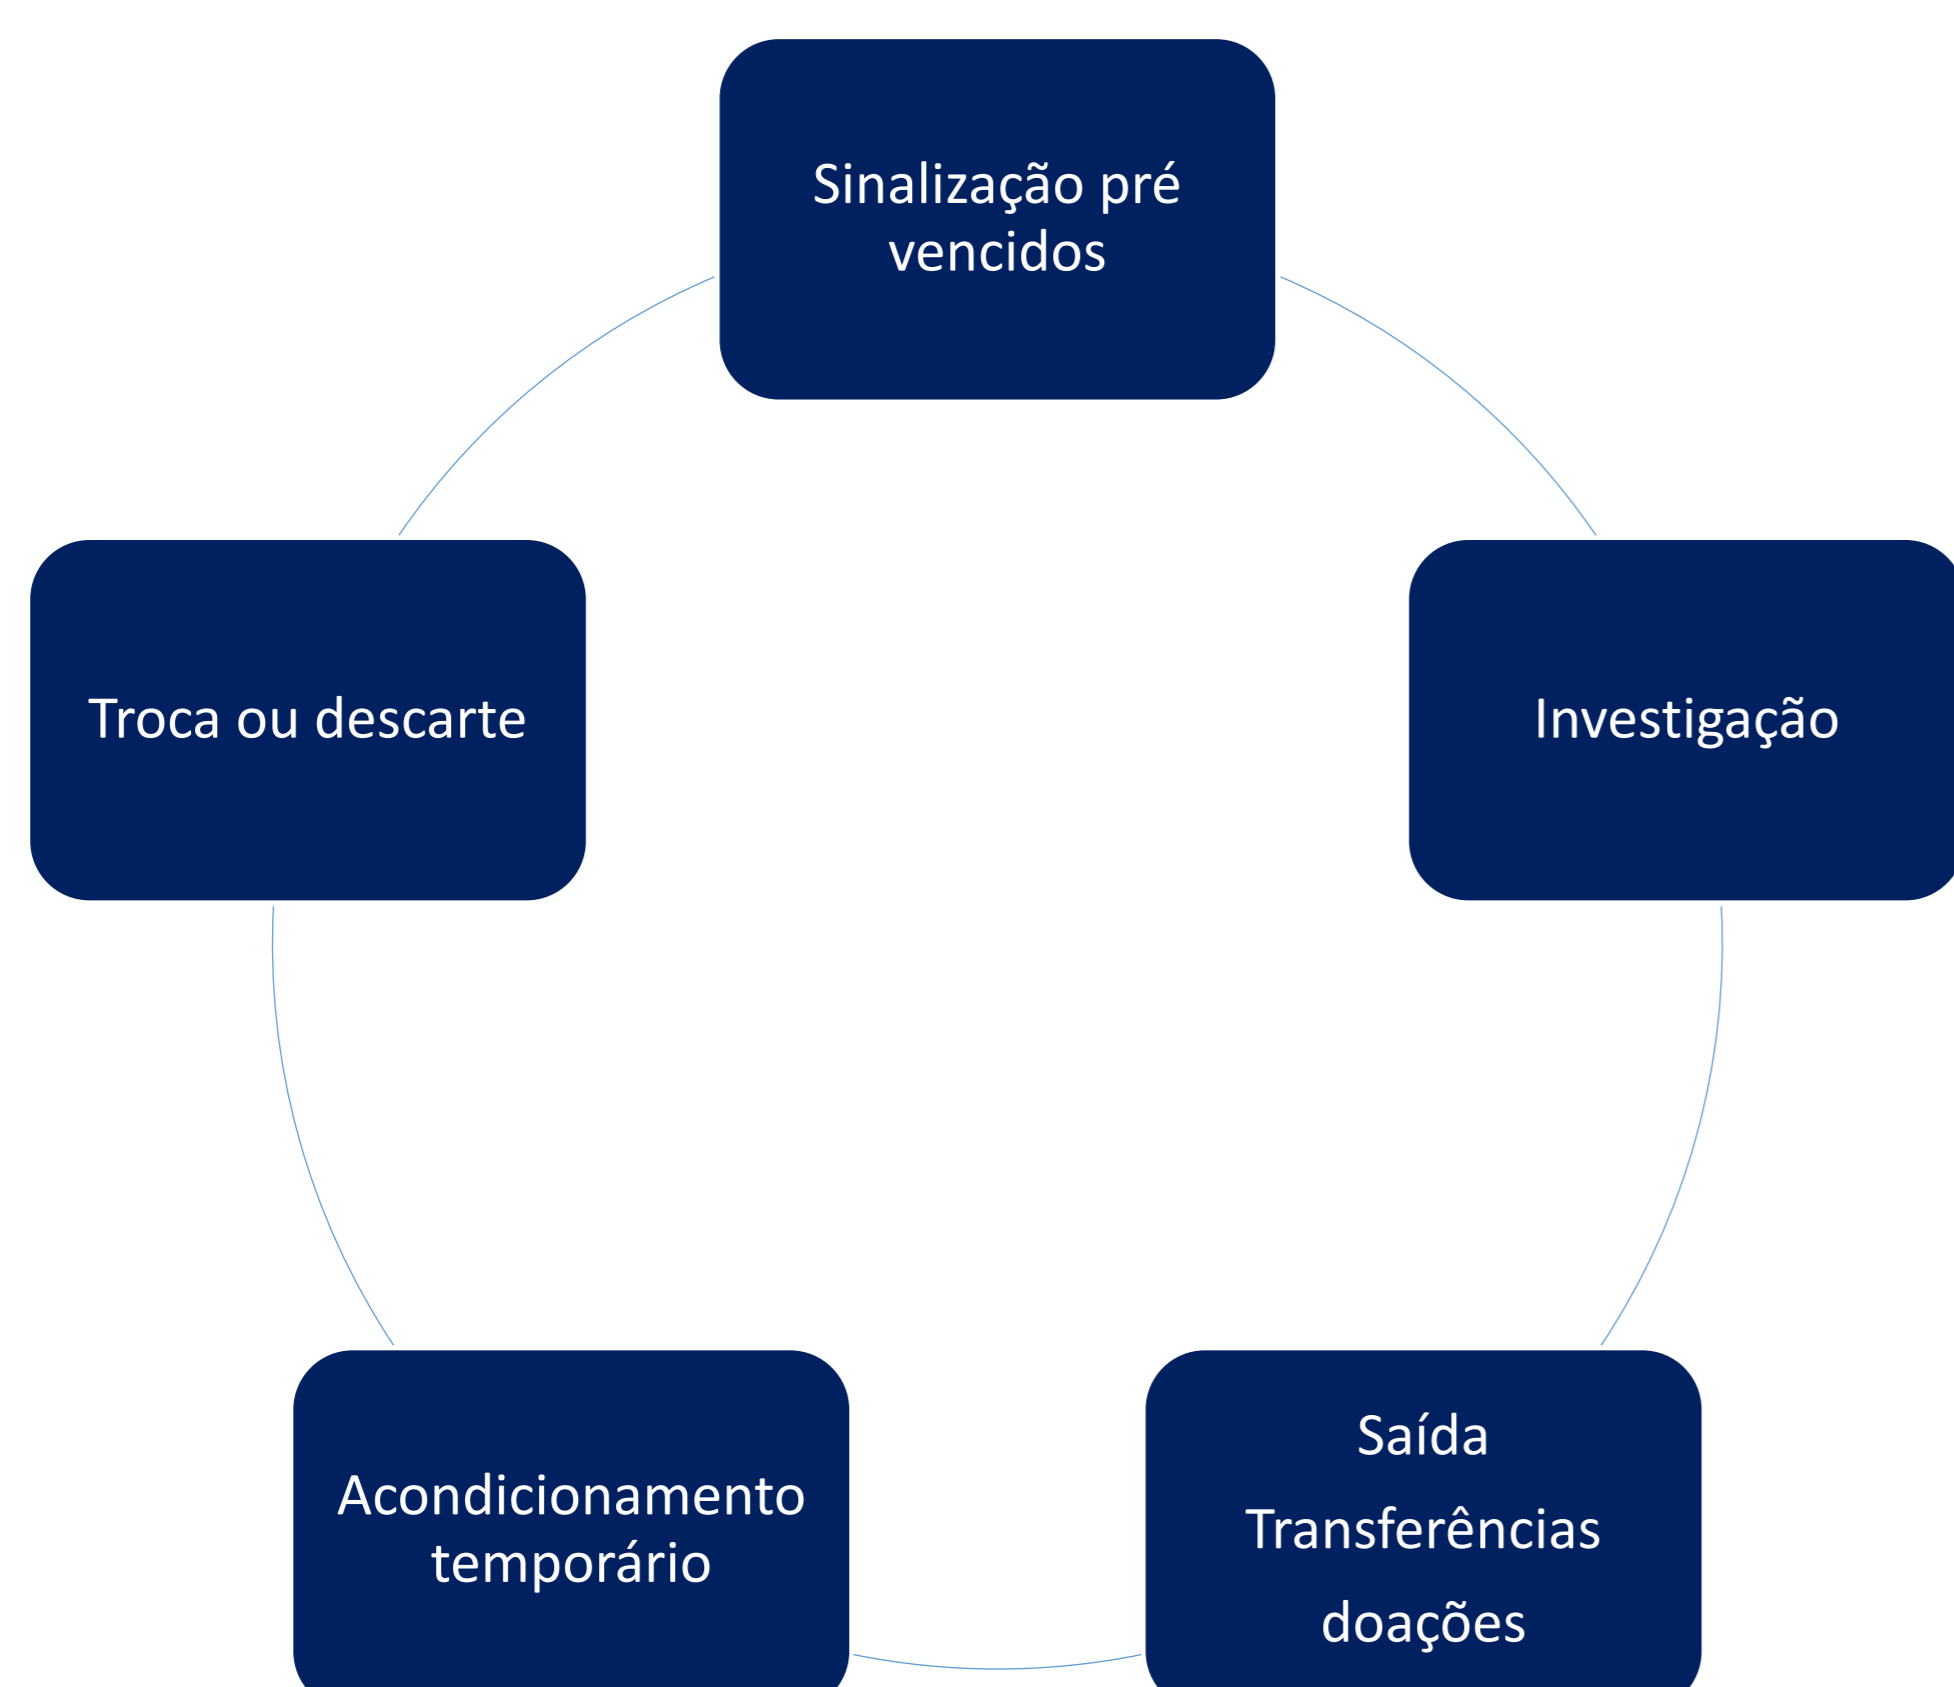 Sinalização pré
vencidos
Troca ou descarte
Investigação
Acondicionamento
temporário
Saída
Transferências
doações